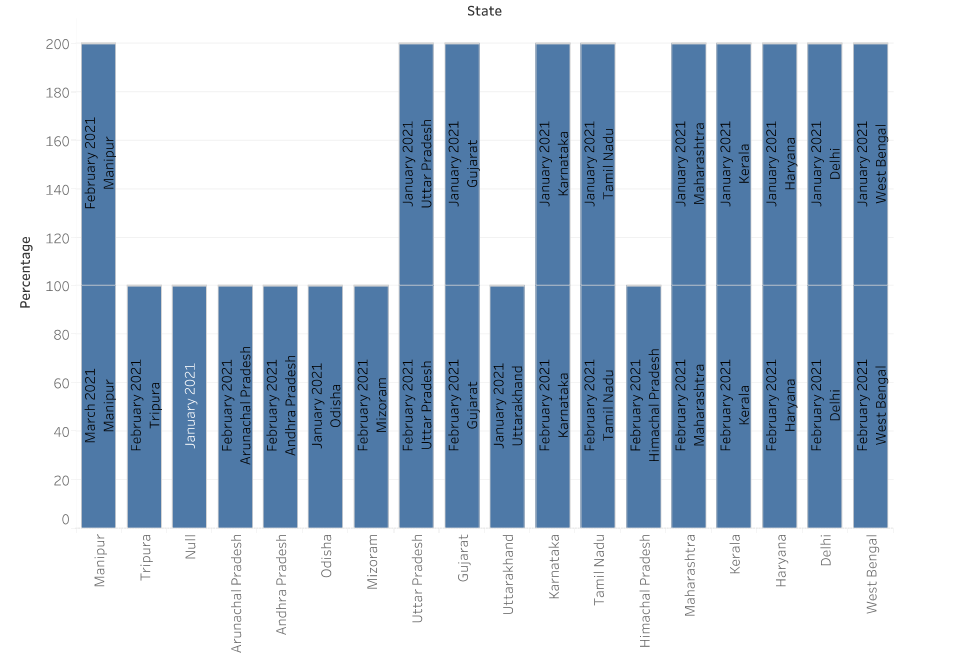 State
Percentage
200
180
160
140
120
100
80
60
40
20
0
February 2021
Manipur
March 2021
Manipur
February 2021
Tripura
January 2021
February 2021
Arunachal Pradesh
February 2021
Andhra Pradesh
January 2021
Odisha
February 2021
Mizoram
January 2021
Uttar Pradesh
February 2021
Uttar Pradesh
January 2021
Gujarat
February 2021
Gujarat
January 2021
Uttarakhand
January 2021
Karnataka
February 2021
Karnataka
January 2021
Tamil Nadu
February 2021
Tamil Nadu
February 2021
Himachal Pradesh
January 2021
Maharashtra
February 2021
Maharashtra
January 2021
Kerala
February 2021
Kerala
January 2021
Haryana
February 2021
Haryana
January 2021
Delhi
February 2021
Delhi
January 2021
West Bengal
February 2021
West Bengal
Manipur
Tripura
Null
Arunachal Pradesh
Andhra Pradesh
Odisha
Mizoram
Uttar Pradesh
Gujarat
Uttarakhand
Karnataka
Tamil Nadu
Himachal Pradesh
Maharashtra
Kerala
Haryana
Delhi
West Bengal